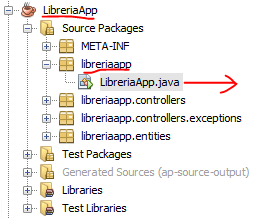 LibreriaApp
Source Packages
META-INF
libreriaapp
LibreriaApp.java
libreriaapp.controllers
libreriaapp.controllers.exceptions
libreriaapp.entities
Test Packages
Generated Sources (ap-source-output)
Libraries
Test Libraries